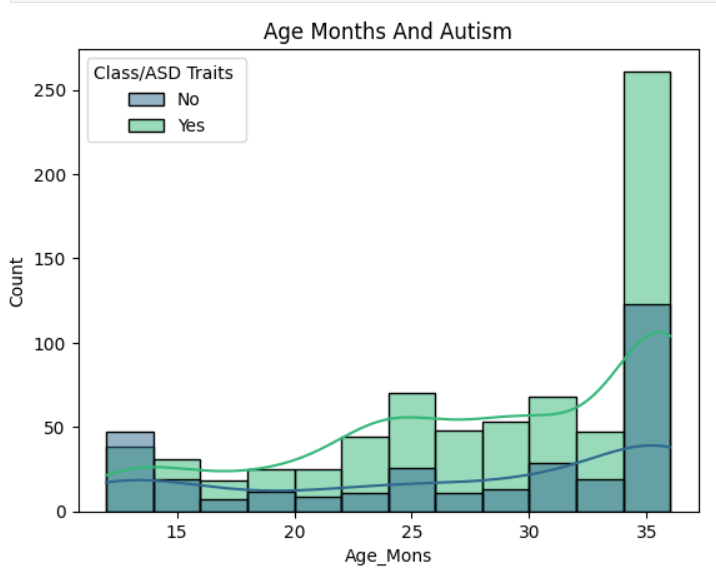 Age Months And Autism
Class/ASD Traits
No
Yes
250
200
150
100
50
0
Count
15 20 25 30 35
Age_Mons